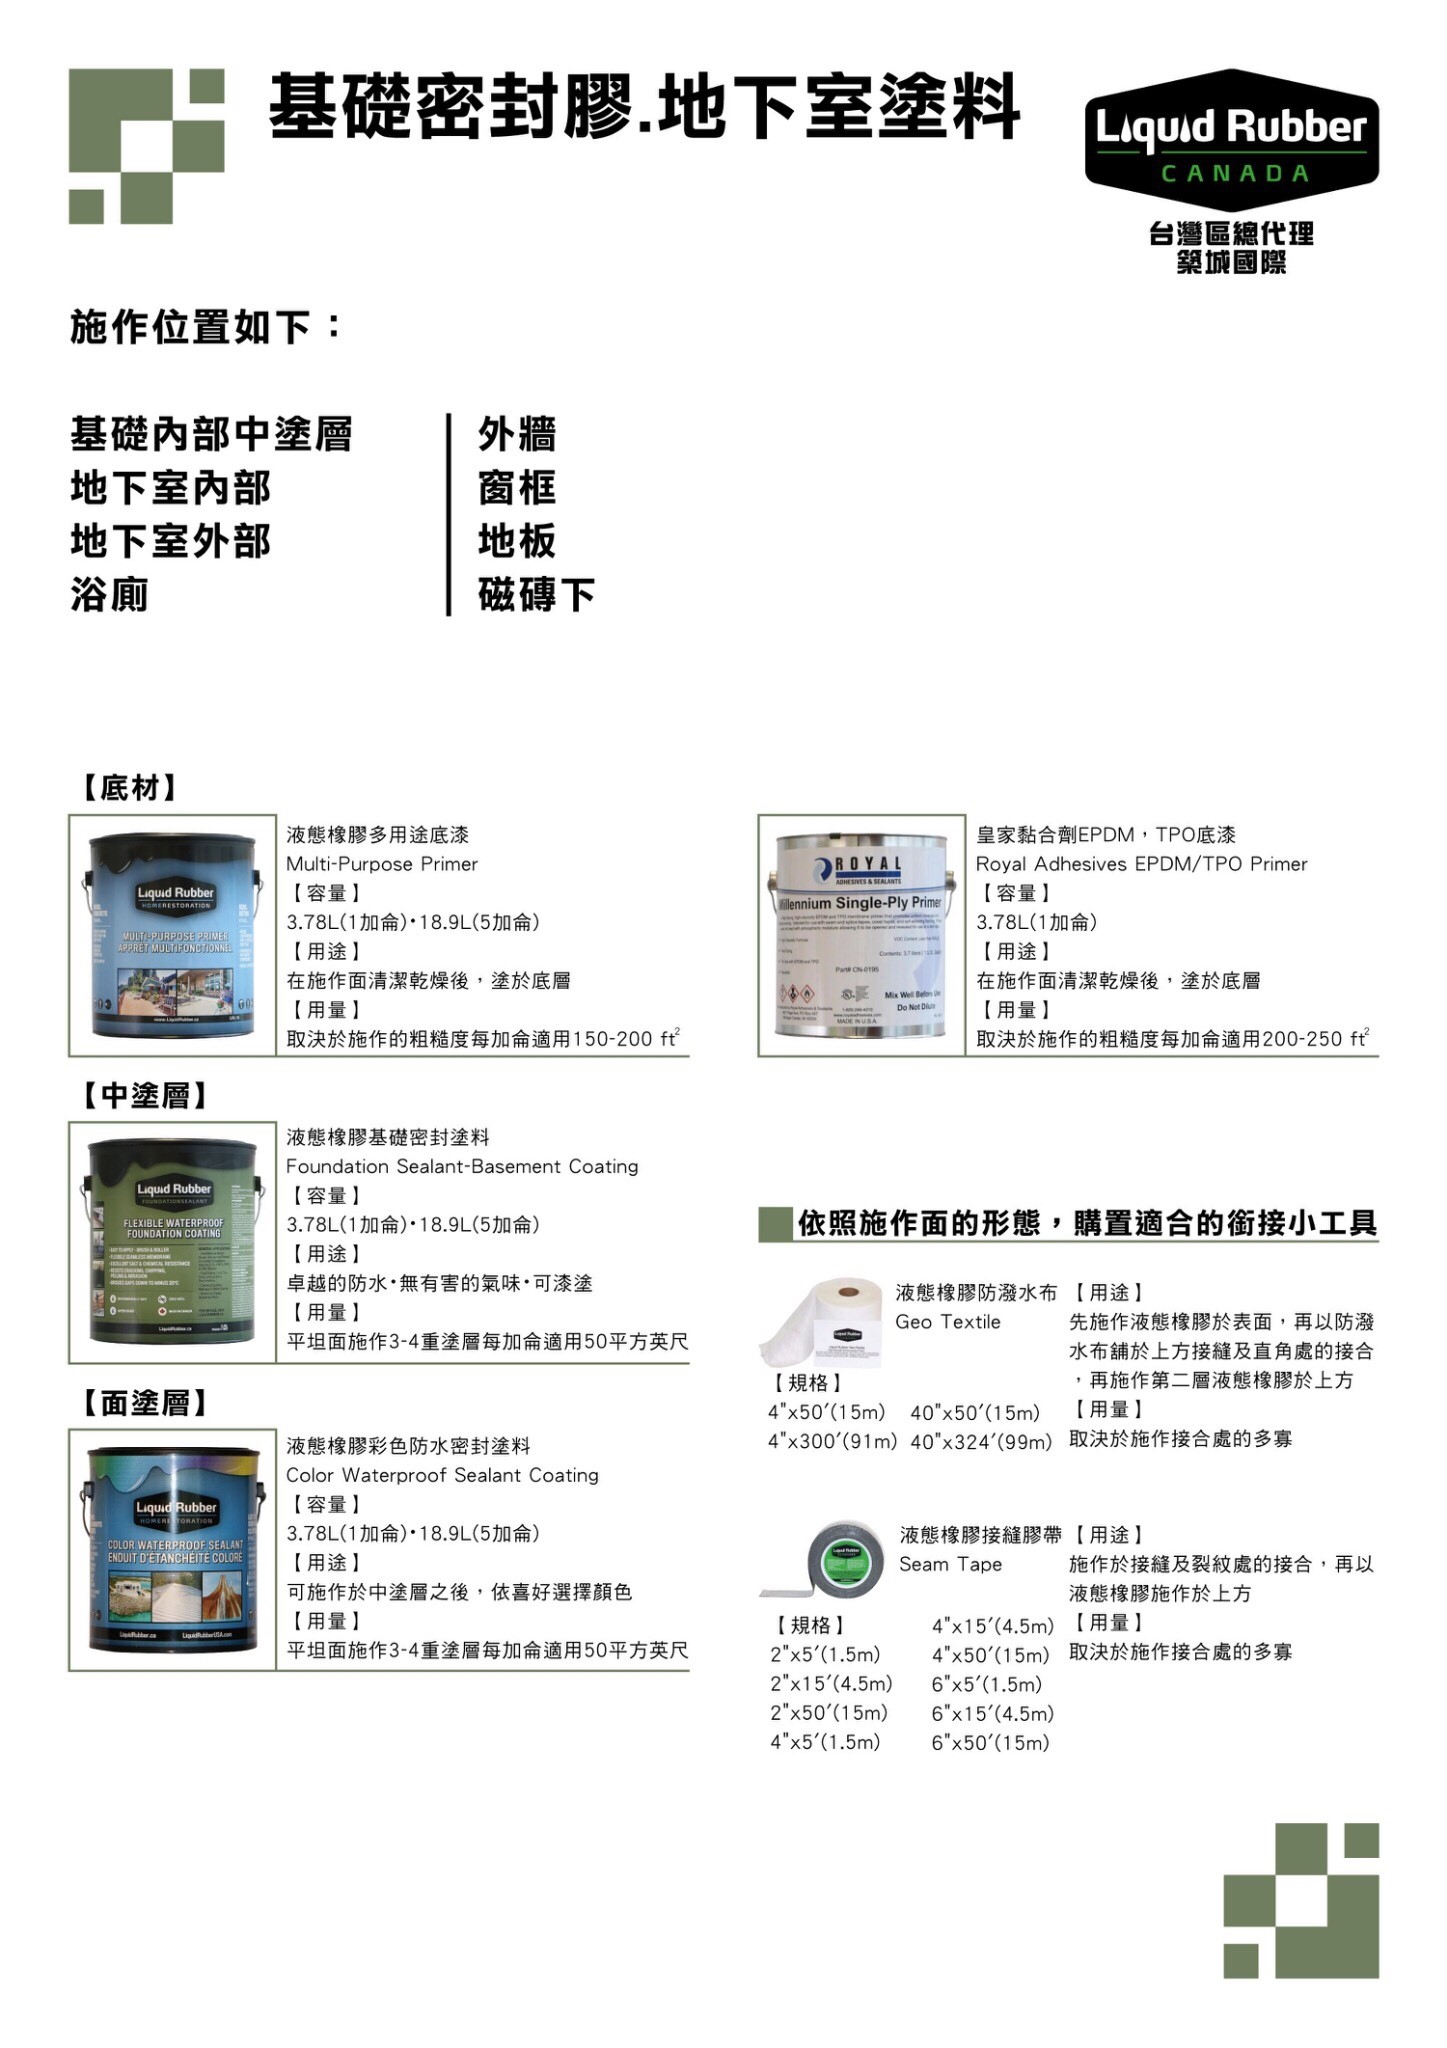 基礎密封膠.地下室塗料
Liquid Rubber
CANADA
台灣區總代理
築城國際
施作位置如下：
基礎內部中塗層
地下室內部
地下室外部
浴廁
外牆
窗框
地板
磁磚下
【底材】
Liquid Rubber
HOMERESTORATION
MULTI-PURPOSE PRIMER
APPRÊT MULTIFONCTIONNEL
www.LiquidRubber.ca
液態橡膠多用途底漆
Multi-Purpose Primer
【容量】
3.78L(1加侖)•18.9L(5加侖)
【用途】
在施作面清潔乾燥後，塗於底層
【用量】
取決於施作的粗糙度每加侖適用150-200 ft²
ROYAL
ADHESIVES & SEALANTS
Millennium Single-Ply Primer
Part# CN-0195
Mix Well Before Use
Do Not Dilute
MADE IN U.S.A
皇家黏合劑EPDM，TPO底漆
Royal Adhesives EPDM/TPO Primer
【容量】
3.78L(1加侖)
【用途】
在施作面清潔乾燥後，塗於底層
【用量】
取決於施作的粗糙度每加侖適用200-250 ft²
【中塗層】
Liquid Rubber
FOUNDATIONSEALANT
FLEXIBLE WATERPROOF
FOUNDATION COATING
LiquidRubber.ca
液態橡膠基礎密封塗料
Foundation Sealant-Basement Coating
【容量】
3.78L(1加侖)•18.9L(5加侖)
【用途】
卓越的防水•無有害的氣味•可漆塗
【用量】
平坦面施作3-4重塗層每加侖適用50平方英尺
【面塗層】
Liquid Rubber
HOMERESTORATION
COLOR WATERPROOF SEALANT
ENDUIT D'ÉTANCHÉITÉ COLORÉ
LiquidRubber.ca
LiquidRubberUSA.com
液態橡膠彩色防水密封塗料
Color Waterproof Sealant Coating
【容量】
3.78L(1加侖)•18.9L(5加侖)
【用途】
可施作於中塗層之後，依喜好選擇顏色
【用量】
平坦面施作3-4重塗層每加侖適用50平方英尺
依照施作面的形態，購置適合的銜接小工具
Liquid Rubber
液態橡膠防潑水布
Geo Textile
【規格】
4"x50′(15m) 40"x50′(15m)
4"x300′(91m) 40"x324′(99m)
【用途】
先施作液態橡膠於表面，再以防潑
水布舖於上方接縫及直角處的接合
，再施作第二層液態橡膠於上方
【用量】
取決於施作接合處的多寡
Liquid Rubber
液態橡膠接縫膠帶
Seam Tape
【規格】
2"x5′(1.5m)
2"x15′(4.5m)
2"x50′(15m)
4"x5′(1.5m)
4"x15′(4.5m)
4"x50′(15m)
6"x5′(1.5m)
6"x15′(4.5m)
6"x50′(15m)
【用途】
施作於接縫及裂紋處的接合，再以
液態橡膠施作於上方
【用量】
取決於施作接合處的多寡